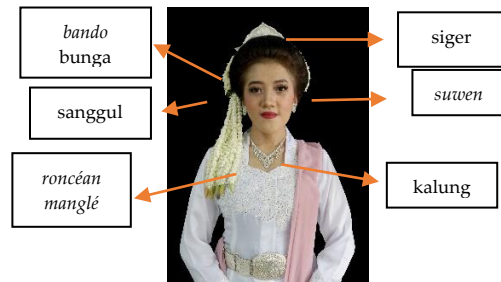 bando
bunga
siger
sanggul
suwen
roncéan
manglé
kalung